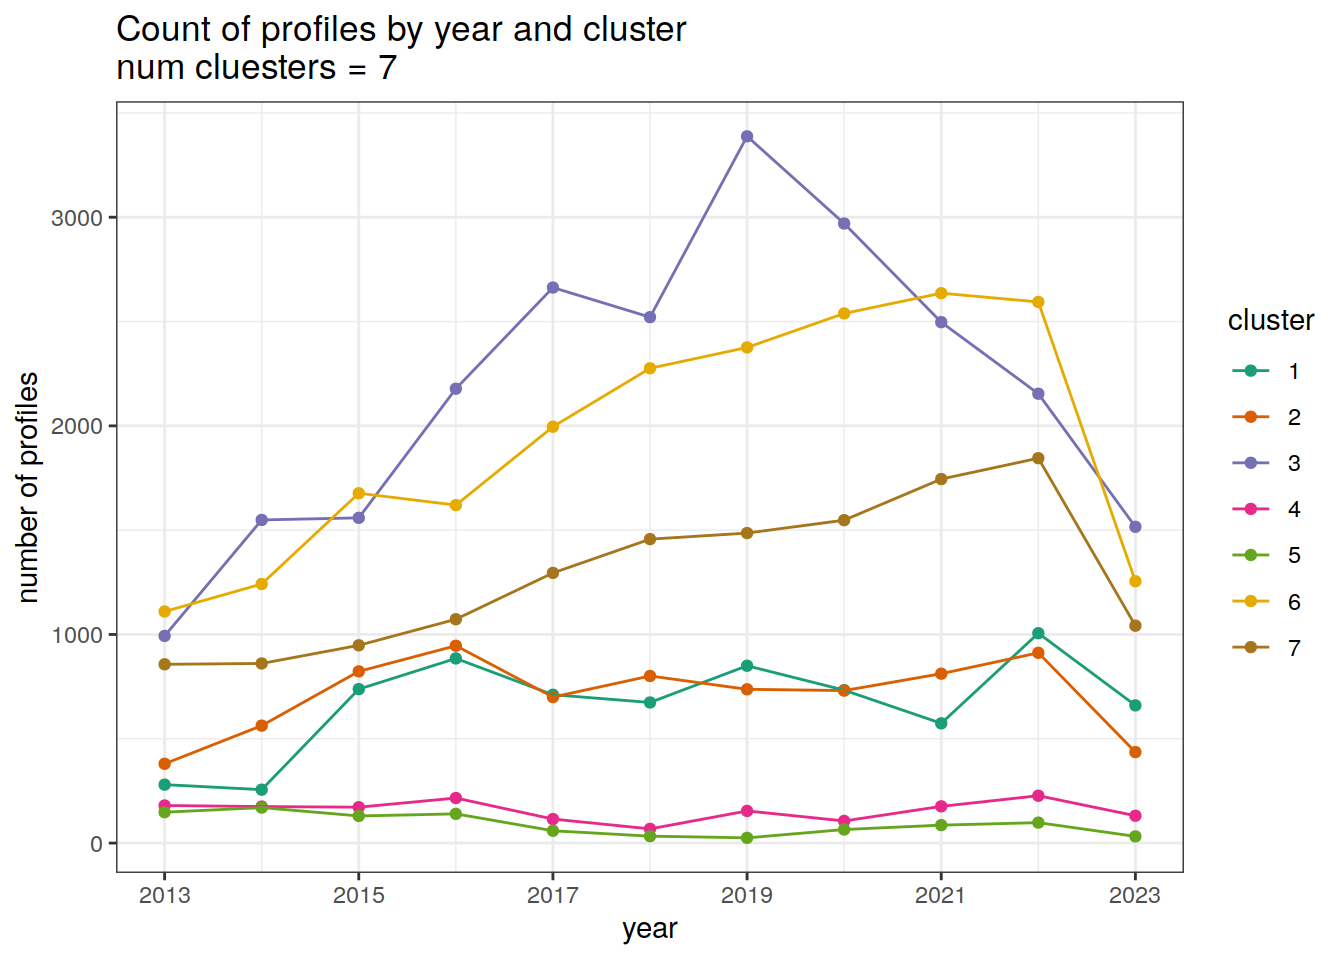 Count of profiles by year and cluster
num cluesters = 7
number of profiles
3000
2000
1000
0
2013 2015 2017 2019 2021 2023
year
cluster
1
2
3
4
5
6
7